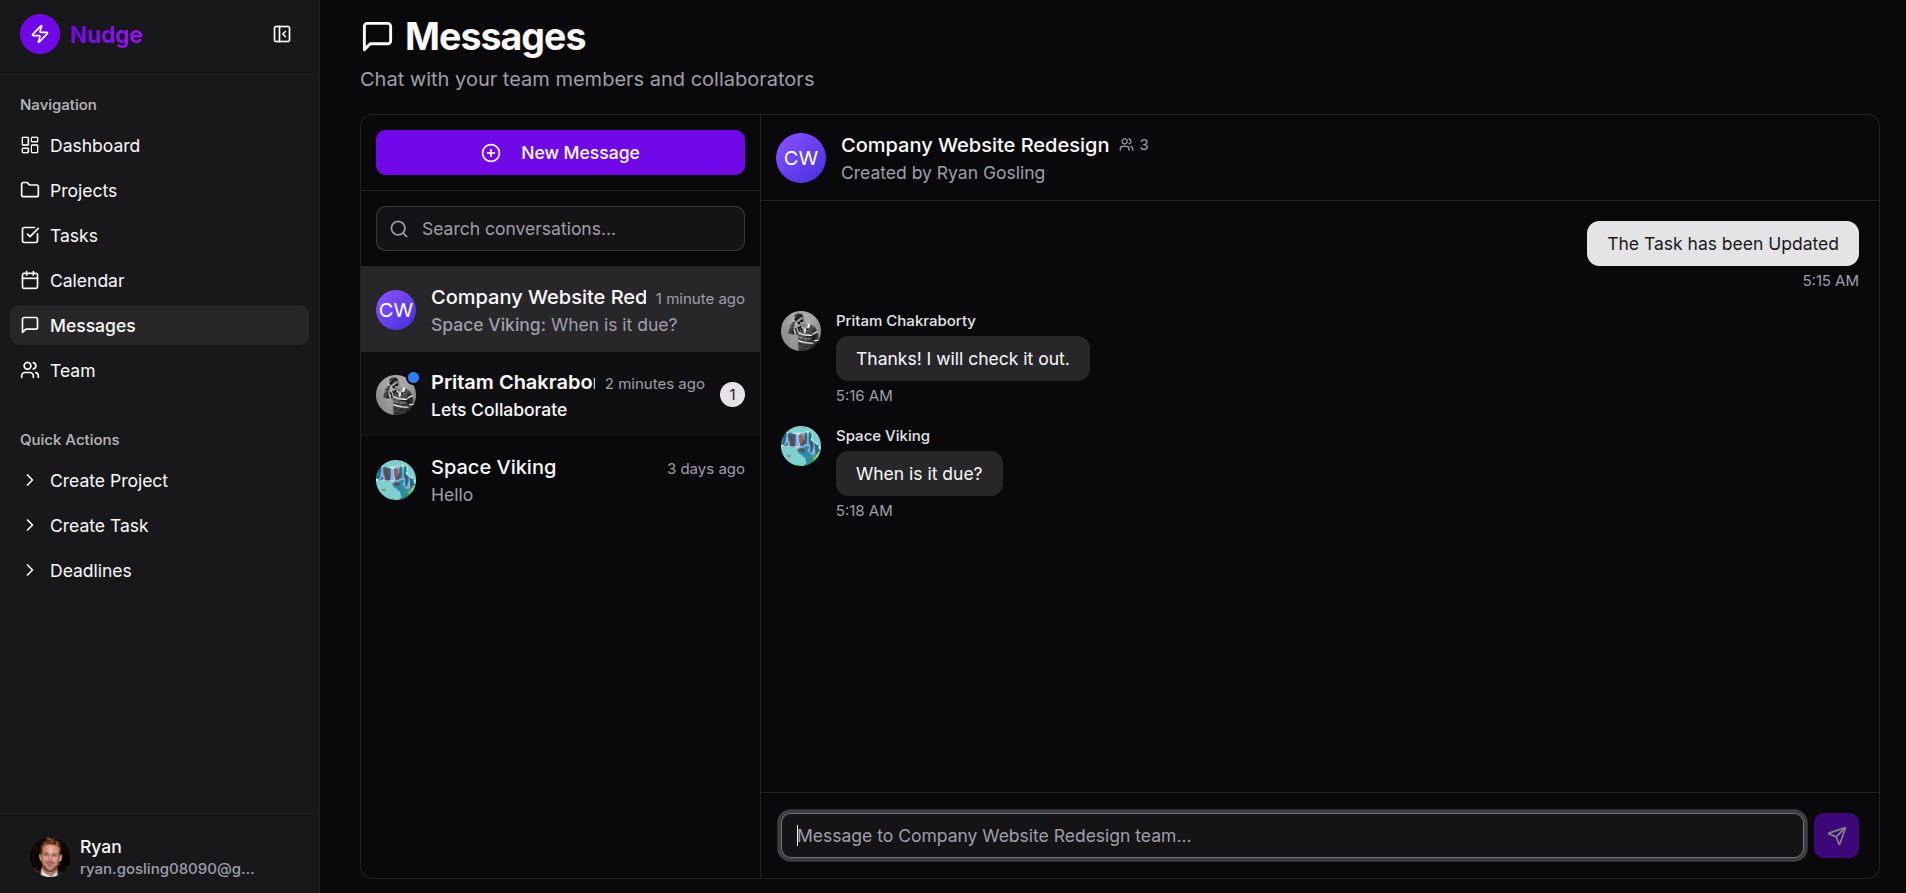 Nudge
Navigation
Dashboard
Projects
Tasks
Calendar
Messages
Team
Quick Actions
Create Project
Create Task
Deadlines
Ryan
ryan.gosling08090@g...
Messages
Chat with your team members and collaborators
New Message
Search conversations...
CW
Company Website Red
1 minute ago
Space Viking: When is it due?
Pritam Chakrabo
2 minutes ago
Lets Collaborate
1
Space Viking
3 days ago
Hello
CW
Company Website Redesign
3
Created by Ryan Gosling
The Task has been Updated
5:15 AM
Pritam Chakraborty
Thanks! I will check it out.
5:16 AM
Space Viking
When is it due?
5:18 AM
Message to Company Website Redesign team...